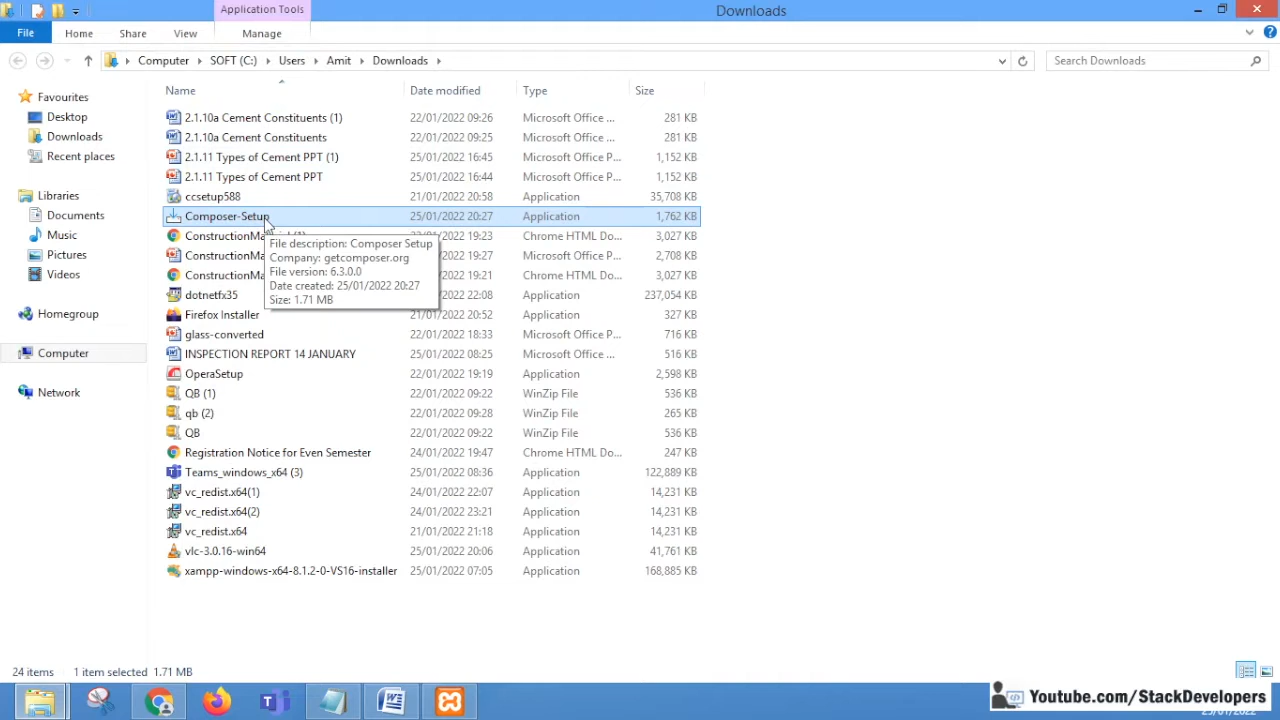 Application Tools
Downloads
File Home Share View Manage
Computer SOFT (C:) Users Amit Downloads
Search Downloads
Name Date modified Type Size
Favourites
Desktop
Downloads
Recent places
Libraries
Documents
Music
Pictures
Videos
Homegroup
Computer
Network
2.1.10a Cement Constituents (1) 22/01/2022 09:26 Microsoft Office ... 281 KB
2.1.10a Cement Constituents 22/01/2022 09:25 Microsoft Office ... 281 KB
2.1.11 Types of Cement PPT (1) 25/01/2022 16:45 Microsoft Office P... 1,152 KB
2.1.11 Types of Cement PPT 25/01/2022 16:44 Microsoft Office P... 1,152 KB
ccsetup588 21/01/2022 20:58 Application 35,708 KB
Composer-Setup 25/01/2022 20:27 Application 1,762 KB
22/01/2022 19:23 Chrome HTML Do... 3,027 KB
22/01/2022 19:27 Microsoft Office P... 2,708 KB
22/01/2022 19:21 Chrome HTML Do... 3,027 KB
File description: Composer Setup
Company: getcomposer.org
File version: 6.3.0.0
Date created: 25/01/2022 20:27
Size: 1.71 MB
dotnetfx35 22:08 Application 237,054 KB
Firefox Installer 21/01/2022 20:52 Application 327 KB
glass-converted 22/01/2022 18:33 Microsoft Office P... 716 KB
INSPECTION REPORT 14 JANUARY 25/01/2022 08:25 Microsoft Office ... 516 KB
OperaSetup 22/01/2022 19:19 Application 2,598 KB
QB (1) 22/01/2022 09:22 WinZip File 536 KB
qb (2) 22/01/2022 09:28 WinZip File 265 KB
QB 22/01/2022 09:22 WinZip File 536 KB
Registration Notice for Even Semester 24/01/2022 19:47 Chrome HTML Do... 247 KB
Teams_windows_x64 (3) 25/01/2022 08:36 Application 122,889 KB
vc_redist.x64(1) 24/01/2022 22:07 Application 14,231 KB
vc_redist.x64(2) 24/01/2022 23:21 Application 14,231 KB
vc_redist.x64 21/01/2022 21:18 Application 14,231 KB
vlc-3.0.16-win64 25/01/2022 20:06 Application 41,761 KB
xampp-windows-x64-8.1.2-0-VS16-installer 25/01/2022 07:05 Application 168,885 KB
24 items 1 item selected 1.71 MB
Youtube.com/StackDevelopers